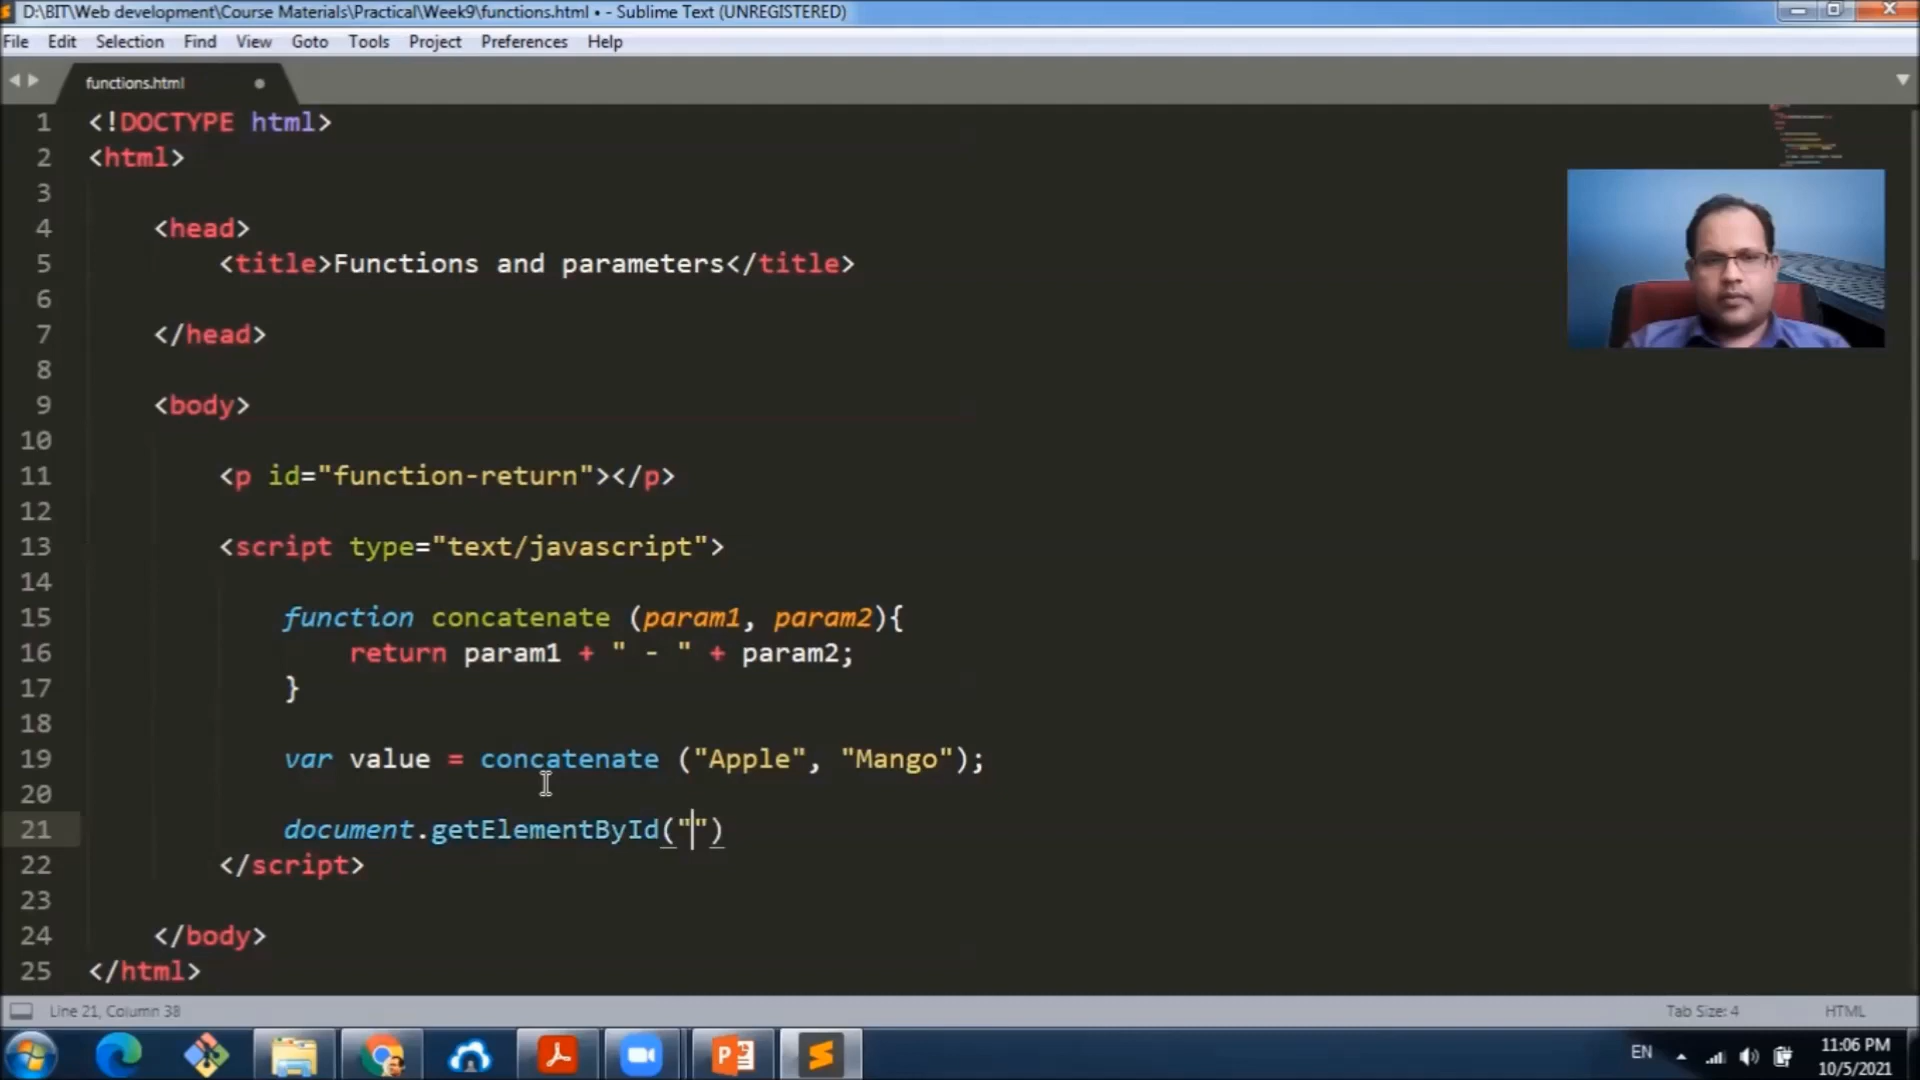 D:\BIT\Web development\Course Materials\Practical\Week9\functions.html • - Sublime Text (UNREGISTERED)
File Edit Selection Find View Goto Tools Project Preferences Help
functions.html
1 <!DOCTYPE html>
2 <html>
3
4 <head>
5 <title>Functions and parameters</title>
6
7 </head>
8
9 <body>
10
11 <p id="function-return"></p>
12
13 <script type="text/javascript">
14
15 function concatenate (param1, param2){
16 return param1 + " - " + param2;
17 }
18
19 var value = concatenate ("Apple", "Mango");
20
21 document.getElementById("")
22 </script>
23
24 </body>
25 </html>
Line 21, Column 38 Tab Size: 4 HTML
EN 11:06 PM
10/5/2021